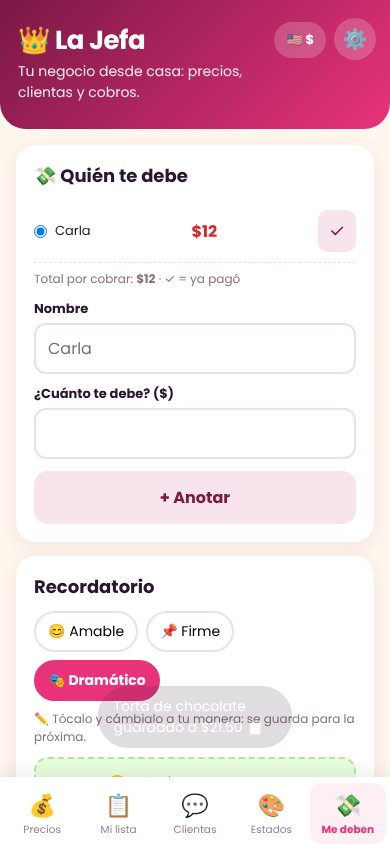 👑 La Jefa
🇺🇸 $
⚙️
Tu negocio desde casa: precios,
clientas y cobros.
💸 Quién te debe
Carla
$12
✓
Total por cobrar: $12 · ✓ = ya pagó
Nombre
Carla
¿Cuánto te debe? ($)
+ Anotar
Recordatorio
😊 Amable
📌 Firme
🎭 Dramático
Torta de chocolate
guardado a $21.50
✏️ Tócalo y cámbialo a tu manera: se guarda para la
próxima.
💰 Precios
📋 Mi lista
💬 Clientas
🎨 Estados
💸 Me deben